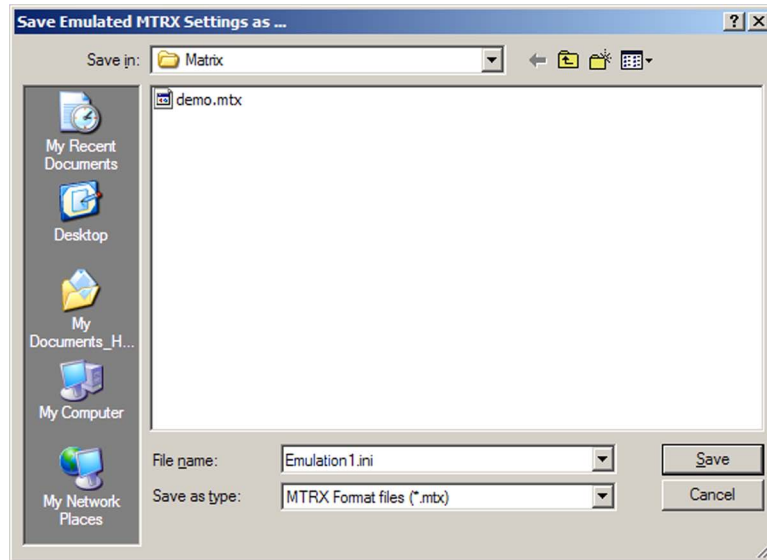 Save Emulated MTRX Settings as ...
Save in:
Matrix
demo.mtx
My Recent
Documents
Desktop
My
Documents_H...
My Computer
My Network
Places
File name:
Emulation1.ini
Save
Save as type:
MTRX Format files (*.mtx)
Cancel